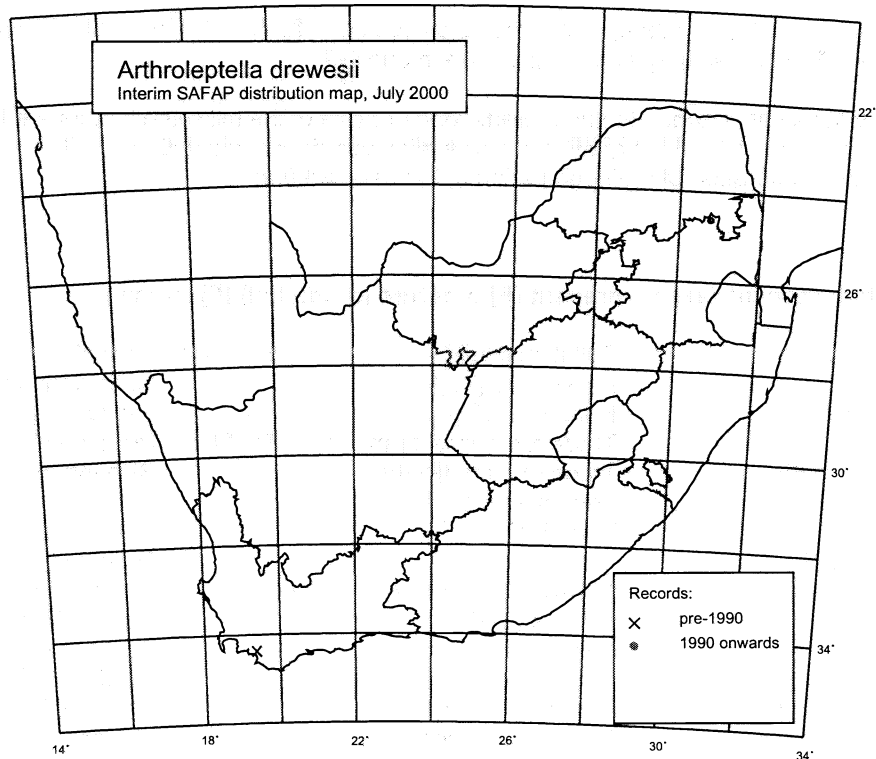 Arthroleptella drewesii
Interim SAFAP distribution map, July 2000
22°
26°
30°
Records:
pre-1990
1990 onwards
34°
14°
18°
22°
26°
30°
34°